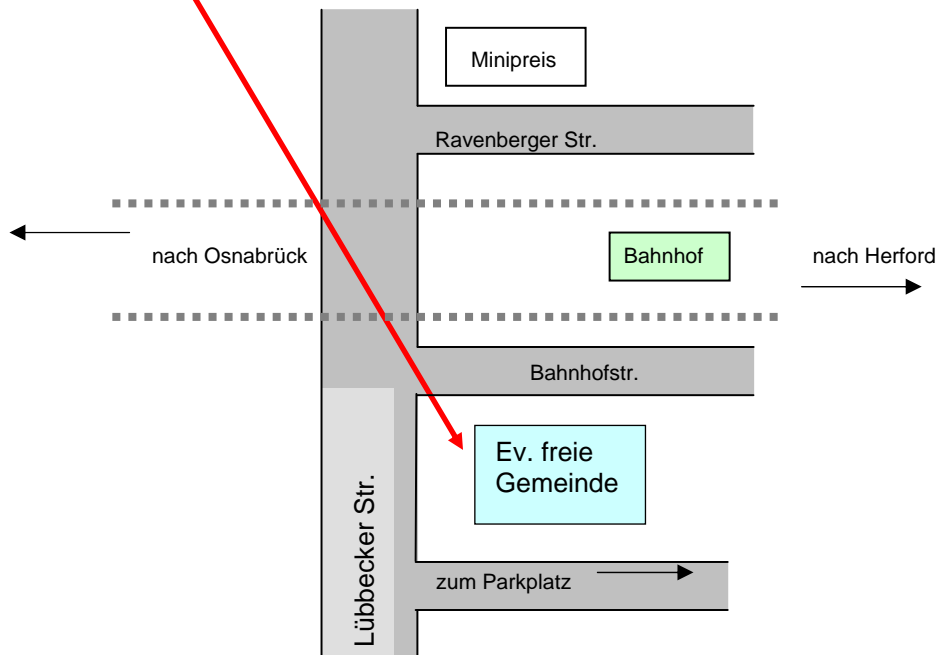 Minipreis
Ravenberger Str.
nach Osnabrück
Bahnhof
nach Herford
Bahnhofstr.
Ev. freie
Gemeinde
Lübbecker Str.
zum Parkplatz